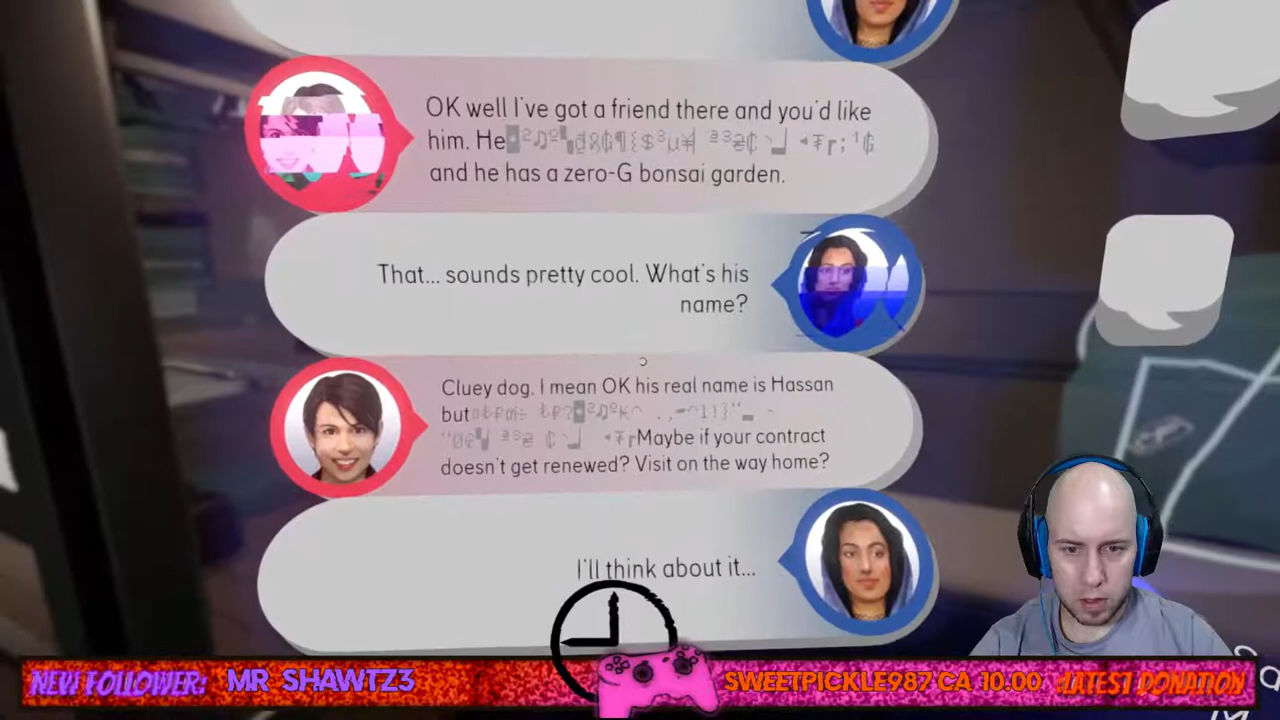 OK well I've got a friend there and you'd like
him. He
and he has a zero-G bonsai garden.
That... sounds pretty cool. What's his
name?
Cluey dog. I mean OK his real name is Hassan
but
Maybe if your contract
doesn't get renewed? Visit on the way home?
I'll think about it...
NEW FOLLOWER: MR SHAWTZ3
SWEETPICKLE987 CA 10.00 :LATEST DONATION